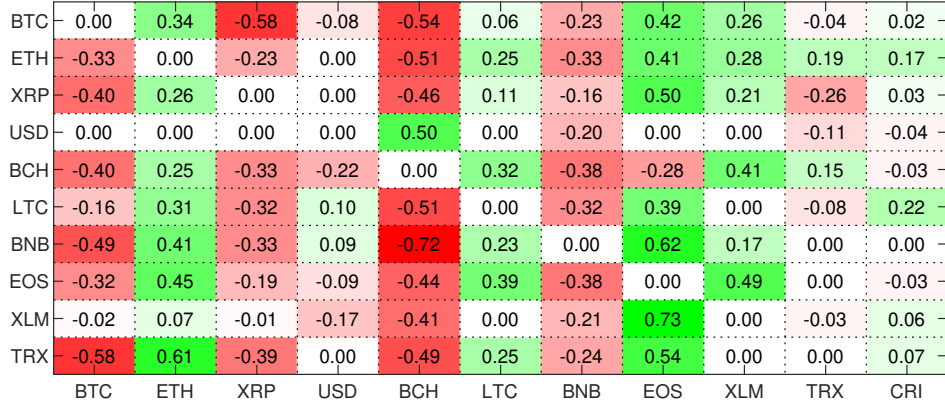 BTC 0.00 0.34 -0.58 -0.08 -0.54 0.06 -0.23 0.42 0.26 -0.04 0.02
ETH -0.33 0.00 -0.23 0.00 -0.51 0.25 -0.33 0.41 0.28 0.19 0.17
XRP -0.40 0.26 0.00 0.00 -0.46 0.11 -0.16 0.50 0.21 -0.26 0.03
USD 0.00 0.00 0.00 0.00 0.50 0.00 -0.20 0.00 0.00 -0.11 -0.04
BCH -0.40 0.25 -0.33 -0.22 0.00 0.32 -0.38 -0.28 0.41 0.15 -0.03
LTC -0.16 0.31 -0.32 0.10 -0.51 0.00 -0.32 0.39 0.00 -0.08 0.22
BNB -0.49 0.41 -0.33 0.09 -0.72 0.23 0.00 0.62 0.17 0.00 0.00
EOS -0.32 0.45 -0.19 -0.09 -0.44 0.39 -0.38 0.00 0.49 0.00 -0.03
XLM -0.02 0.07 -0.01 -0.17 -0.41 0.00 -0.21 0.73 0.00 -0.03 0.06
TRX -0.58 0.61 -0.39 0.00 -0.49 0.25 -0.24 0.54 0.00 0.00 0.07
BTC ETH XRP USD BCH LTC BNB EOS XLM TRX CRI